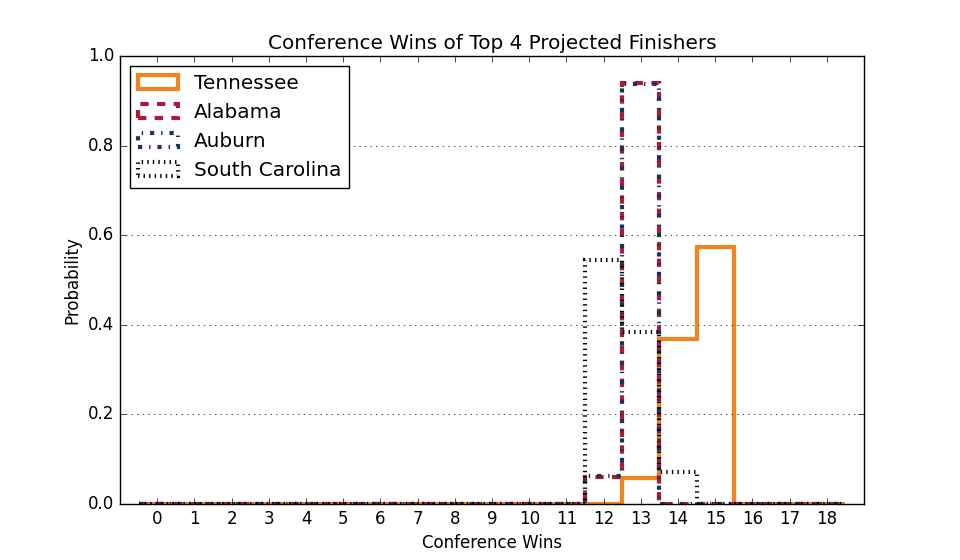 Conference Wins of Top 4 Projected Finishers
1.0
0.8
0.6
0.4
0.2
0.0
Probability
Tennessee
Alabama
Auburn
South Carolina
0 1 2 3 4 5 6 7 8 9 10 11 12 13 14 15 16 17 18
Conference Wins